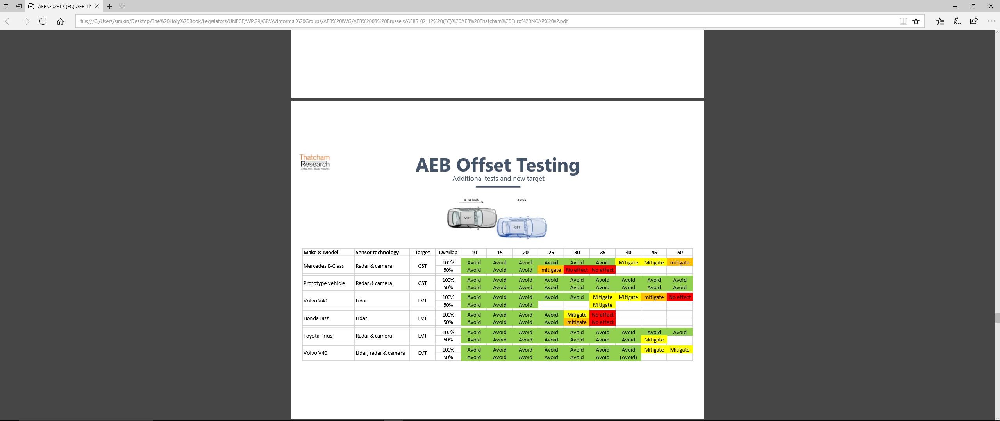 AEBS-02-12 (EC) AEB Th
file:///C:/Users/simkib/Desktop/The%20Holy%20Book/Legislators/UNECE/WP.29/GRVA/Informal%20Groups/AEB%20IWG/AEB%2003%20Brussels/AEBS-02-12%20(EC)%20AEB%20Thatcham%20Euro%20NCAP%20v2.pdf
Thatcham
Research
Safer cars, fewer crashes
AEB Offset Testing
Additional tests and new target
0 – 50 km/h 0 km/h
VUT
GST
Make & Model Sensor technology Target Overlap 10 15 20 25 30 35 40 45 50
Mercedes E-Class Radar & camera GST
100% Avoid Avoid Avoid Avoid Avoid Avoid Mitigate Mitigate mitigate
50% Avoid Avoid Avoid mitigate No effect No effect
Prototype vehicle Radar & camera GST
100% Avoid Avoid Avoid Avoid Avoid Avoid Avoid Avoid Avoid
50% Avoid Avoid Avoid Avoid Avoid Avoid Avoid Avoid Avoid
Volvo V40 Lidar EVT
100% Avoid Avoid Avoid Avoid Avoid Mitigate Mitigate mitigate No effect
50% Avoid Avoid Avoid Mitigate
Honda Jazz Lidar EVT
100% Avoid Avoid Avoid Avoid Mitigate No effect
50% Avoid Avoid Avoid Avoid mitigate No effect
Toyota Prius Radar & camera EVT
100% Avoid Avoid Avoid Avoid Avoid Avoid Avoid Avoid Avoid
50% Avoid Avoid Avoid Avoid Avoid Avoid Avoid Mitigate
Volvo V40 Lidar, radar & camera EVT
100% Avoid Avoid Avoid Avoid Avoid Avoid Avoid Mitigate Mitigate
50% Avoid Avoid Avoid Avoid Avoid Avoid (Avoid)